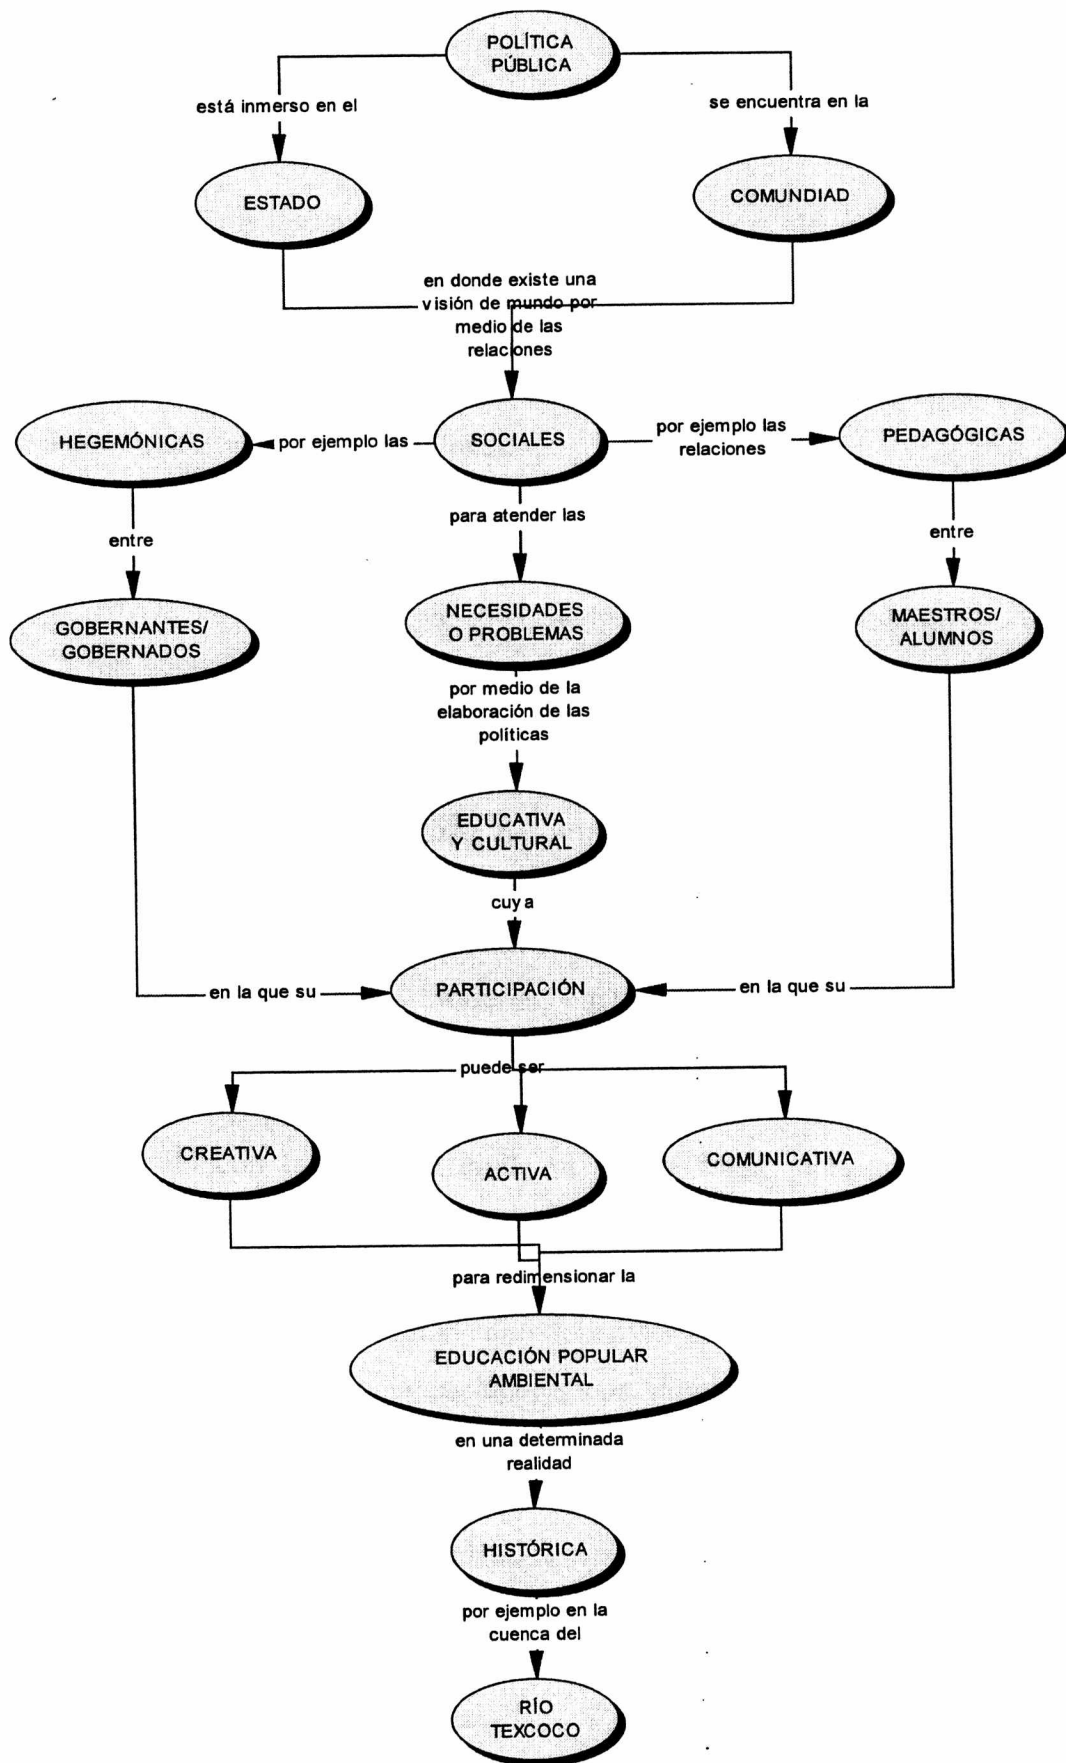 POLÍTICA
PÚBLICA
está inmerso en el
se encuentra en la
ESTADO
COMUNDIAD
en donde existe una
visión de mundo por
medio de las
relaciones
HEGEMÓNICAS
por ejemplo las
SOCIALES
por ejemplo las
relaciones
PEDAGÓGICAS
entre
para atender las
entre
GOBERNANTES/
GOBERNADOS
NECESIDADES
O PROBLEMAS
MAESTROS/
ALUMNOS
por medio de la
elaboración de las
políticas
EDUCATIVA
Y CULTURAL
cuya
en la que su
PARTICIPACIÓN
en la que su
puede ser
CREATIVA
ACTIVA
COMUNICATIVA
para redimensionar la
EDUCACIÓN POPULAR
AMBIENTAL
en una determinada
realidad
HISTÓRICA
por ejemplo en la
cuenca del
RÍO
TEXCOCO